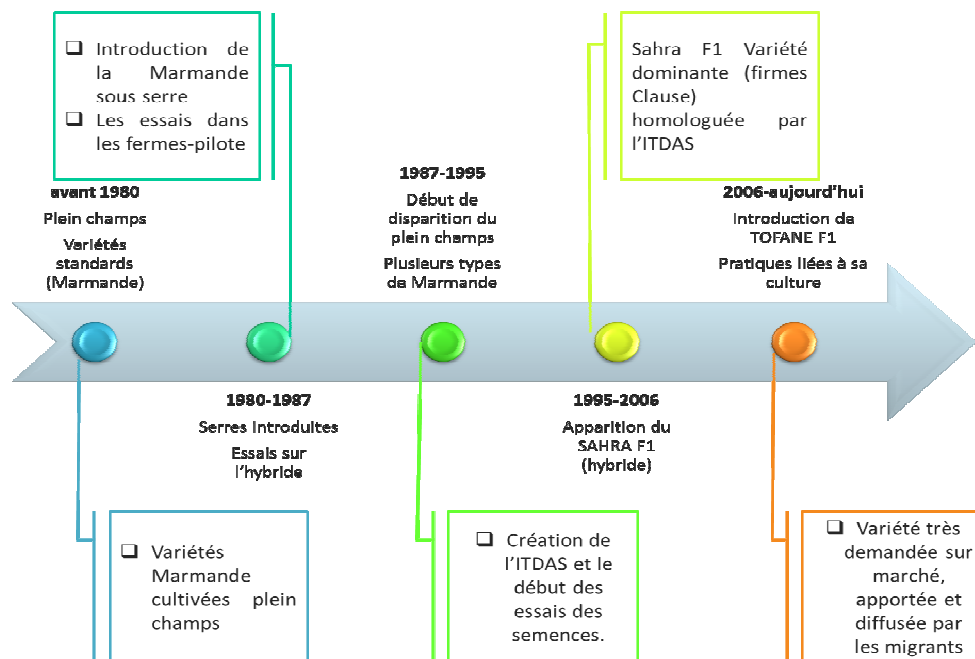 ❑ Introduction de
la Marmande
sous serre
❑ Les essais dans
les fermes-pilote
Sahra F1 Variété
dominante (firmes
Clause)
homologuée par
l'ITDAS
avant 1980
Plein champs
Variétés
standards
(Marmande)
1987-1995
Début de
disparition du
plein champs
Plusieurs types
de Marmande
2006-aujourd'hui
Introduction de
TOFANE F1
Pratiques liées à sa
culture
1980-1987
Serres introduites
Essais sur
l'hybride
1995-2006
Apparition du
SAHRA F1
(hybride)
❑ Variétés
Marmande
cultivées plein
champs
❑ Création de
l'ITDAS et le
début des
essais des
semences.
❑ Variété très
demandée sur
marché,
apportée et
diffusée par
les migrants